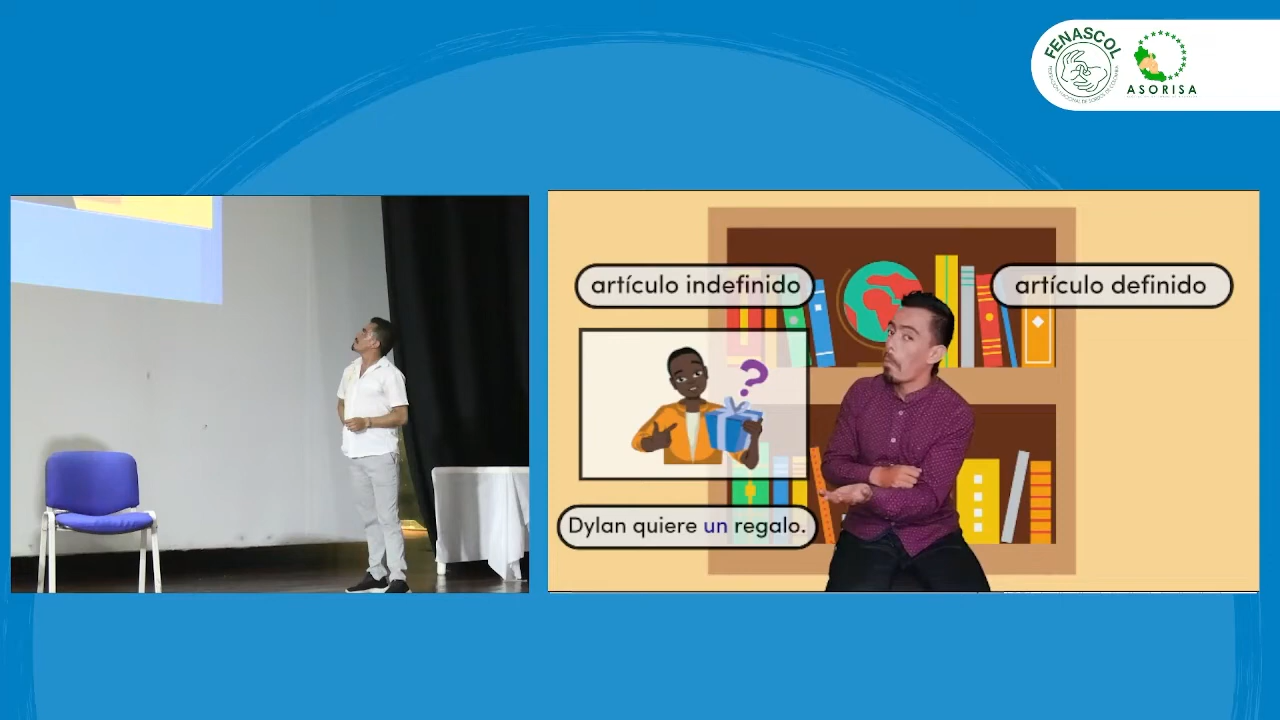 FENASCOL
ASORISA
artículo indefinido
artículo definido
Dylan quiere un regalo.